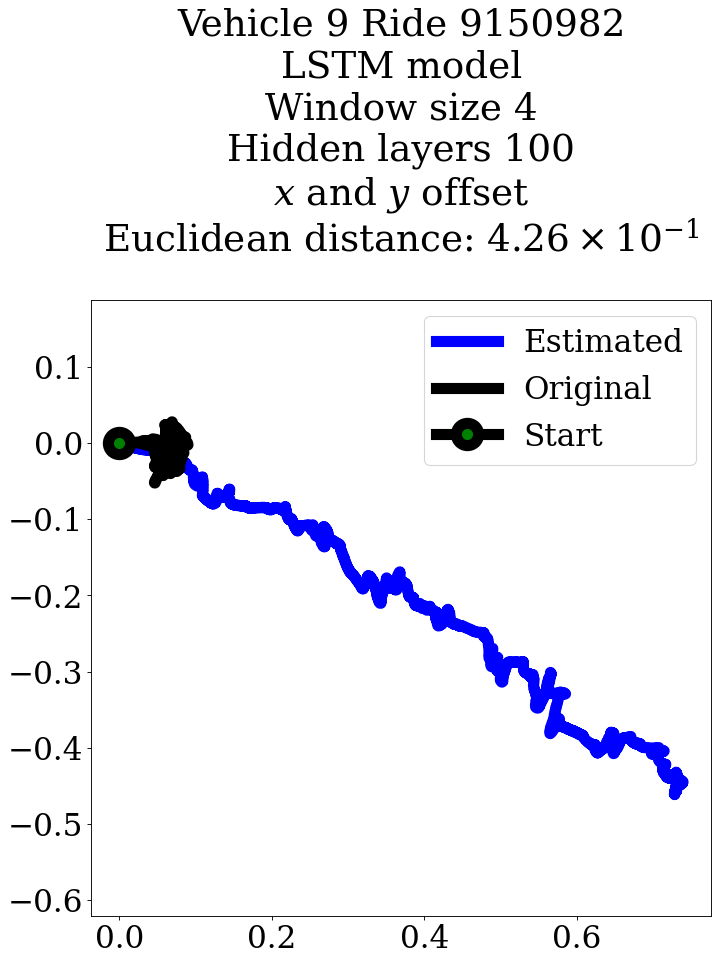 Vehicle 9 Ride 9150982
LSTM model
Window size 4
Hidden layers 100
x and y offset
Euclidean distance: 4.26 × 10⁻¹
Estimated
Original
Start
0.1
0.0
−0.1
−0.2
−0.3
−0.4
−0.5
−0.6
0.0 0.2 0.4 0.6